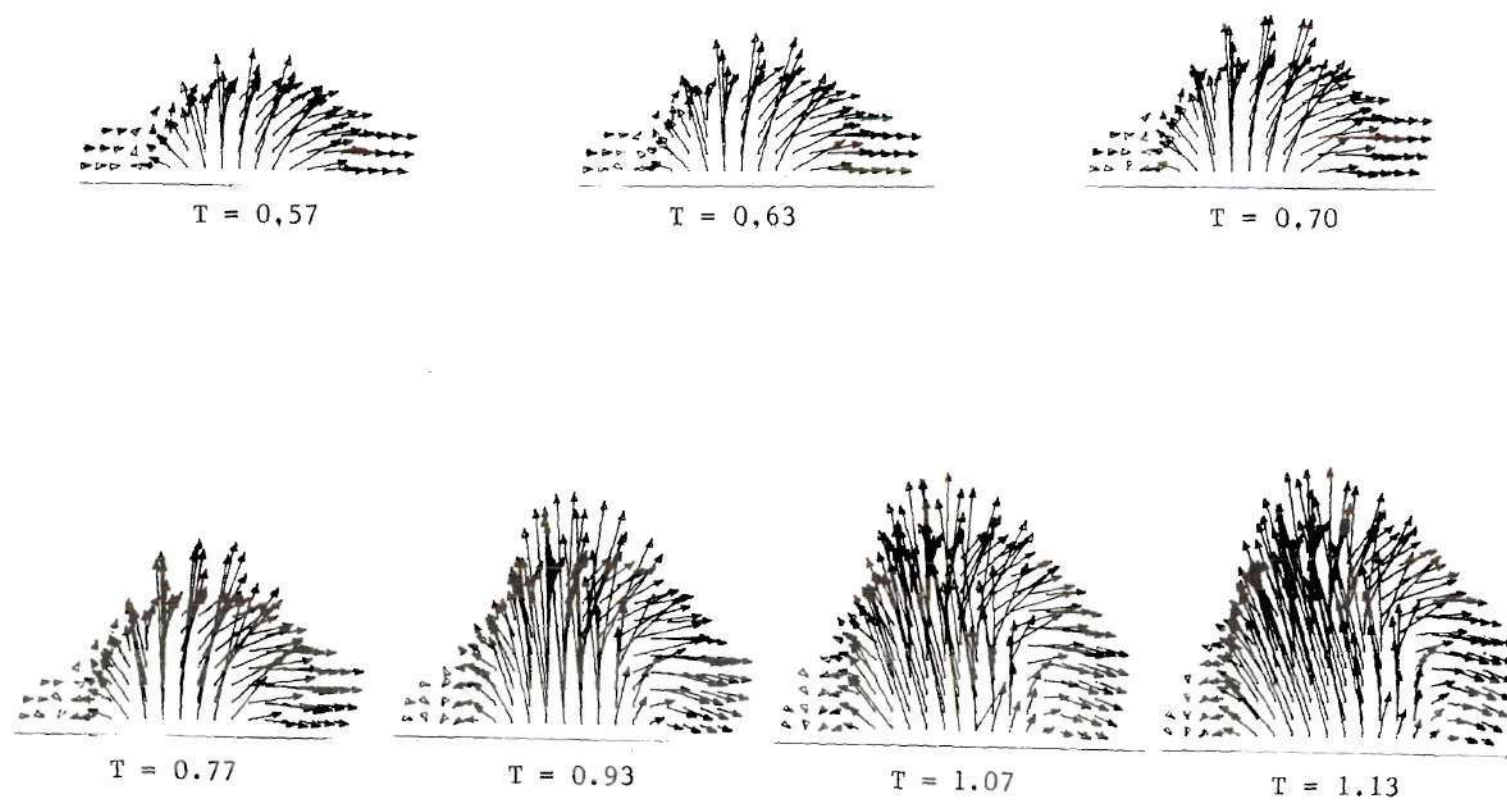 T = 0,57
T = 0,63
T = 0.70
T = 0.77
T = 0.93
T = 1.07
T = 1.13